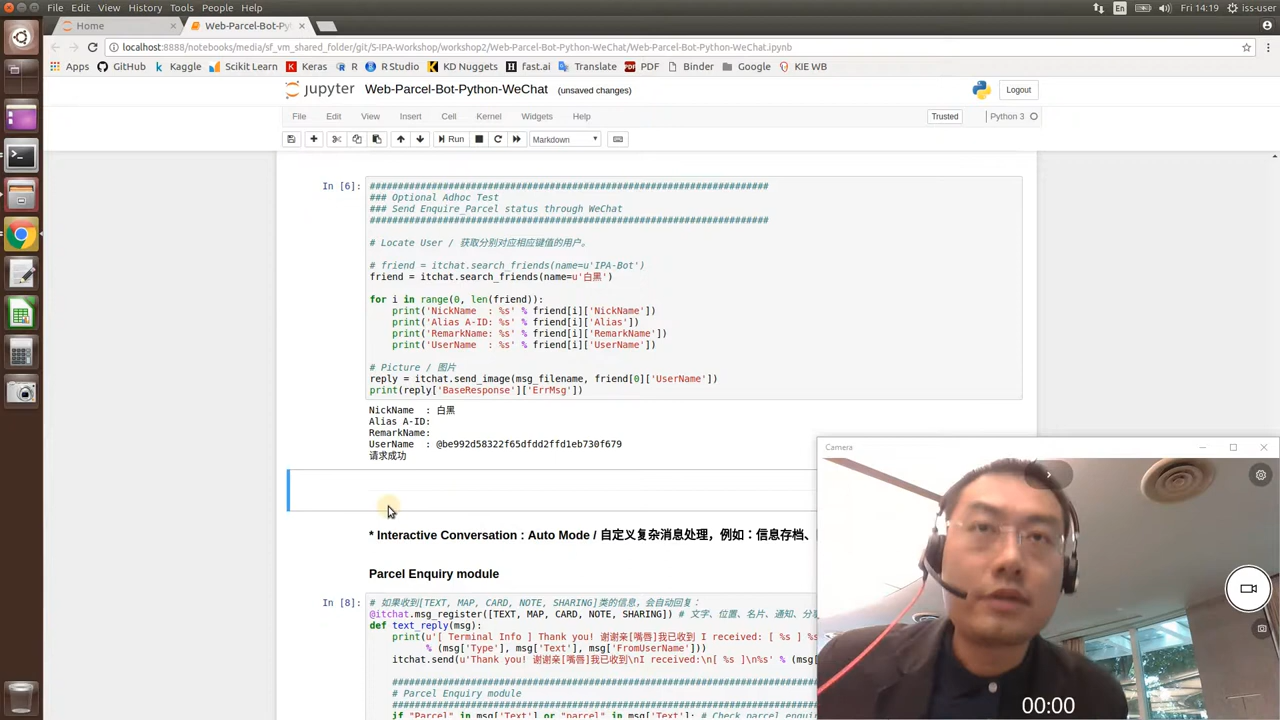 File Edit View History Tools People Help
En Fri 14:19 iss-user
Home
Web-Parcel-Bot-Py
localhost:8888/notebooks/media/sf_vm_shared_folder/git/S-IPA-Workshop/workshop2/Web-Parcel-Bot-Python-WeChat/Web-Parcel-Bot-Python-WeChat.ipynb
Apps GitHub Kaggle Scikit Learn Keras R R Studio KD Nuggets fast.ai Translate PDF Binder Google KIE WB
jupyter Web-Parcel-Bot-Python-WeChat (unsaved changes) Logout
File Edit View Insert Cell Kernel Widgets Help Trusted Python 3
Run Markdown
In [6]: #######################################################################
### Optional Adhoc Test
### Send Enquire_Parcel status through WeChat
#######################################################################
# Locate User / 获取分别对应相应键值的用户。
# friend = itchat.search_friends(name=u'IPA-Bot')
friend = itchat.search_friends(name=u'白黑')
for i in range(0, len(friend)):
print('NickName : %s' % friend[i]['NickName'])
print('Alias A-ID: %s' % friend[i]['Alias'])
print('RemarkName: %s' % friend[i]['RemarkName'])
print('UserName : %s' % friend[i]['UserName'])
# Picture / 图片
reply = itchat.send_image(msg_filename, friend[0]['UserName'])
print(reply['BaseResponse']['ErrMsg'])
NickName : 白黑
Alias A-ID:
RemarkName:
UserName : @be992d58322f65dfdd2ffd1eb730f679
请求成功
Camera
* Interactive Conversation : Auto Mode / 自定义复杂消息处理，例如：信息存档、
Parcel Enquiry module
In [8]: # 如果收到[TEXT, MAP, CARD, NOTE, SHARING]类的信息，会自动回复：
@itchat.msg_register([TEXT, MAP, CARD, NOTE, SHARING]) # 文字、位置、名片、通知、分享
def text_reply(msg):
print(u'[ Terminal Info ] Thank you! 谢谢亲[嘴唇]我已收到 I received: [ %s ] %s
% (msg['Type'], msg['Text'], msg['FromUserName']))
itchat.send(u'Thank you! 谢谢亲[嘴唇]我已收到\nI received:\n[ %s ]\n%s' % (msg
#######################################################################
# Parcel Enquiry module
if "Parcel" in msg['Text'] or "parcel" in msg['Text']: # Check parcel enqui
00:00